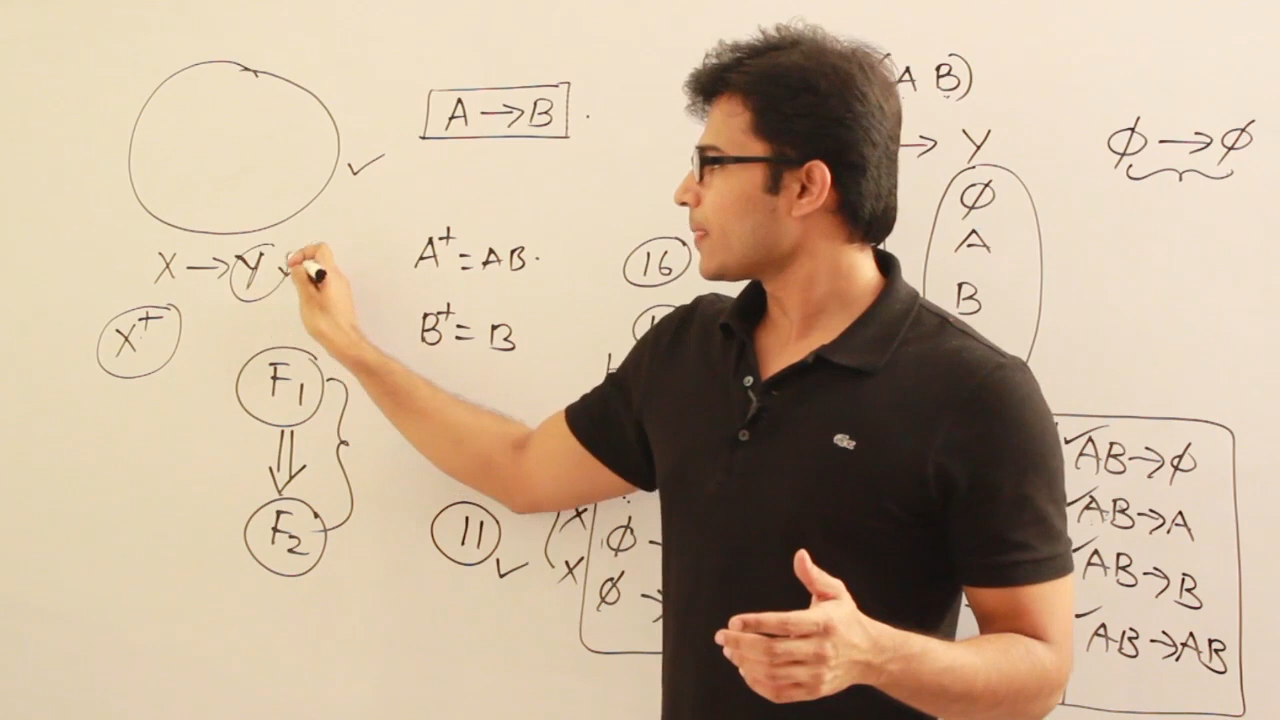 A → B
X → Y
X⁺
A⁺ = AB.
B⁺ = B
F₁
⇓
F₂
11 ✓
16
A B)
→ Y
φ
A
B
φ → φ
X
X
φ
φ →
✓AB → φ
✓AB → A
✓AB → B
✓AB → AB